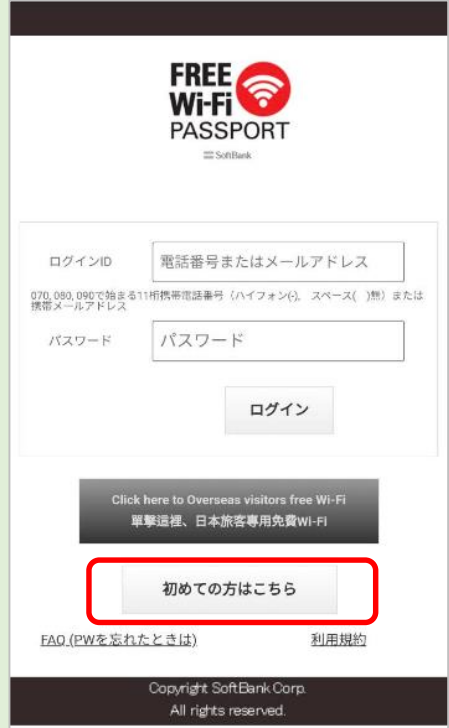 FREE
Wi-Fi
PASSPORT
SoftBank
ログインID
電話番号またはメールアドレス
070, 080, 090で始まる11桁携帯電話番号（ハイフォン(-)、スペース( )無）または
携帯メールアドレス
パスワード
パスワード
ログイン
Click here to Overseas visitors free Wi-Fi
單擊這裡、日本旅客專用免費Wi-Fi
初めての方はこちら
FAQ (PWを忘れたときは)
利用規約
Copyright SoftBank Corp.
All rights reserved.